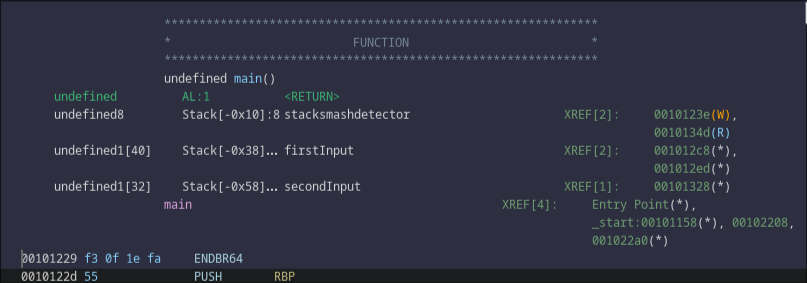 **************************************************************
*                          FUNCTION                          *
**************************************************************
undefined main()
undefined AL:1 <RETURN>
undefined8 Stack[-0x10]:8 stacksmashdetector XREF[2]: 0010123e(W),
0010134d(R)
undefined1[40] Stack[-0x38]... firstInput XREF[2]: 001012c8(*),
001012ed(*)
undefined1[32] Stack[-0x58]... secondInput XREF[1]: 00101328(*)
main XREF[4]: Entry Point(*),
_start:00101158(*), 00102208,
001022a0(*)
00101229 f3 0f 1e fa ENDBR64
0010122d 55 PUSH RBP